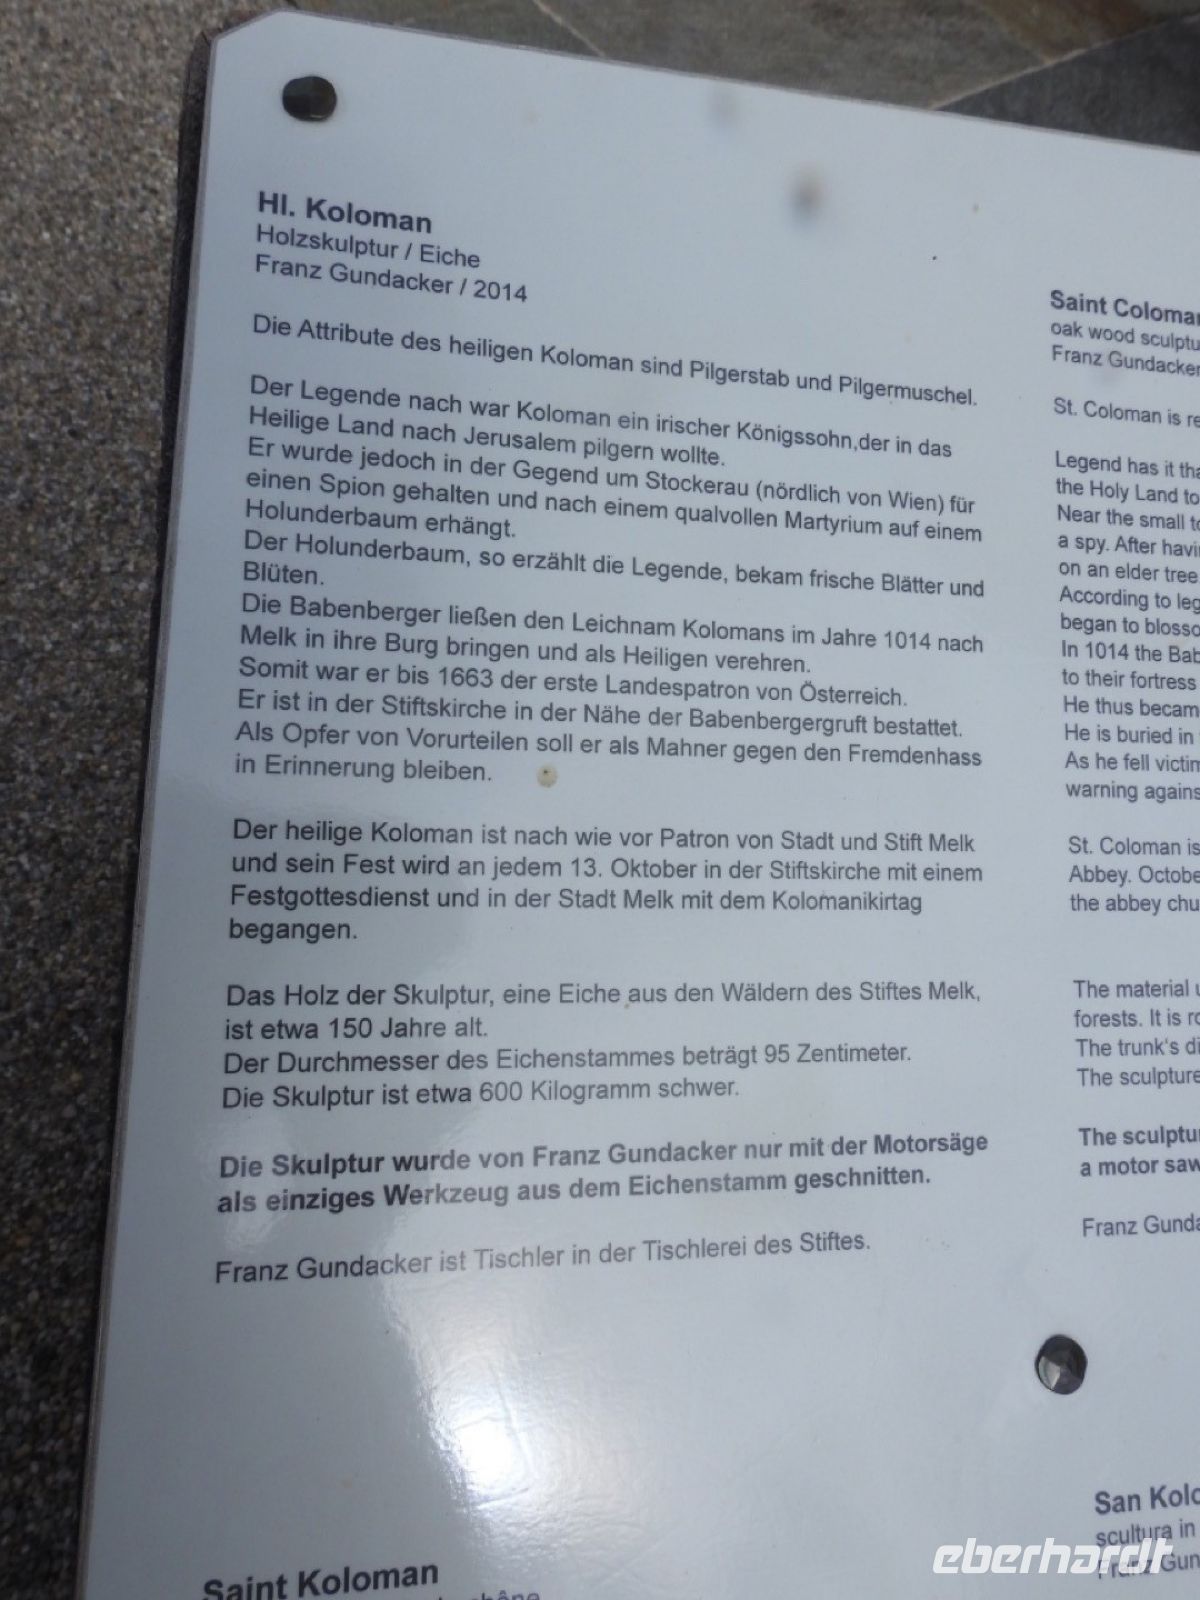 Hl. Koloman
Holzskulptur / Eiche
Franz Gundacker / 2014
Die Attribute des heiligen Koloman sind Pilgerstab und Pilgermuschel.
Der Legende nach war Koloman ein irischer Königssohn,der in das
Heilige Land nach Jerusalem pilgern wollte.
Er wurde jedoch in der Gegend um Stockerau (nördlich von Wien) für
einen Spion gehalten und nach einem qualvollen Martyrium auf einem
Holunderbaum erhängt.
Der Holunderbaum, so erzählt die Legende, bekam frische Blätter und
Blüten.
Die Babenberger ließen den Leichnam Kolomans im Jahre 1014 nach
Melk in ihre Burg bringen und als Heiligen verehren.
Somit war er bis 1663 der erste Landespatron von Österreich.
Er ist in der Stiftskirche in der Nähe der Babenbergergruft bestattet.
Als Opfer von Vorurteilen soll er als Mahner gegen den Fremdenhass
in Erinnerung bleiben.
Der heilige Koloman ist nach wie vor Patron von Stadt und Stift Melk
und sein Fest wird an jedem 13. Oktober in der Stiftskirche mit einem
Festgottesdienst und in der Stadt Melk mit dem Kolomanikirtag
begangen.
Das Holz der Skulptur, eine Eiche aus den Wäldern des Stiftes Melk,
ist etwa 150 Jahre alt.
Der Durchmesser des Eichenstammes beträgt 95 Zentimeter.
Die Skulptur ist etwa 600 Kilogramm schwer.
Die Skulptur wurde von Franz Gundacker nur mit der Motorsäge
als einziges Werkzeug aus dem Eichenstamm geschnitten.
Franz Gundacker ist Tischler in der Tischlerei des Stiftes.
Saint Koloman
Saint Coloman
oak wood sculptu
Franz Gundacker
St. Coloman is re
Legend has it tha
the Holy Land to
Near the small to
a spy. After havi
on an elder tree
According to leg
began to blosso
In 1014 the Bab
to their fortress
He thus becam
He is buried in
As he fell victim
warning agains
St. Coloman is
Abbey. Octobe
the abbey chu
The material u
forests. It is ro
The trunk's di
The sculpture
The sculptu
a motor saw
Franz Gunda
San Kolo
scultura in
Franz Gun
eberhardt